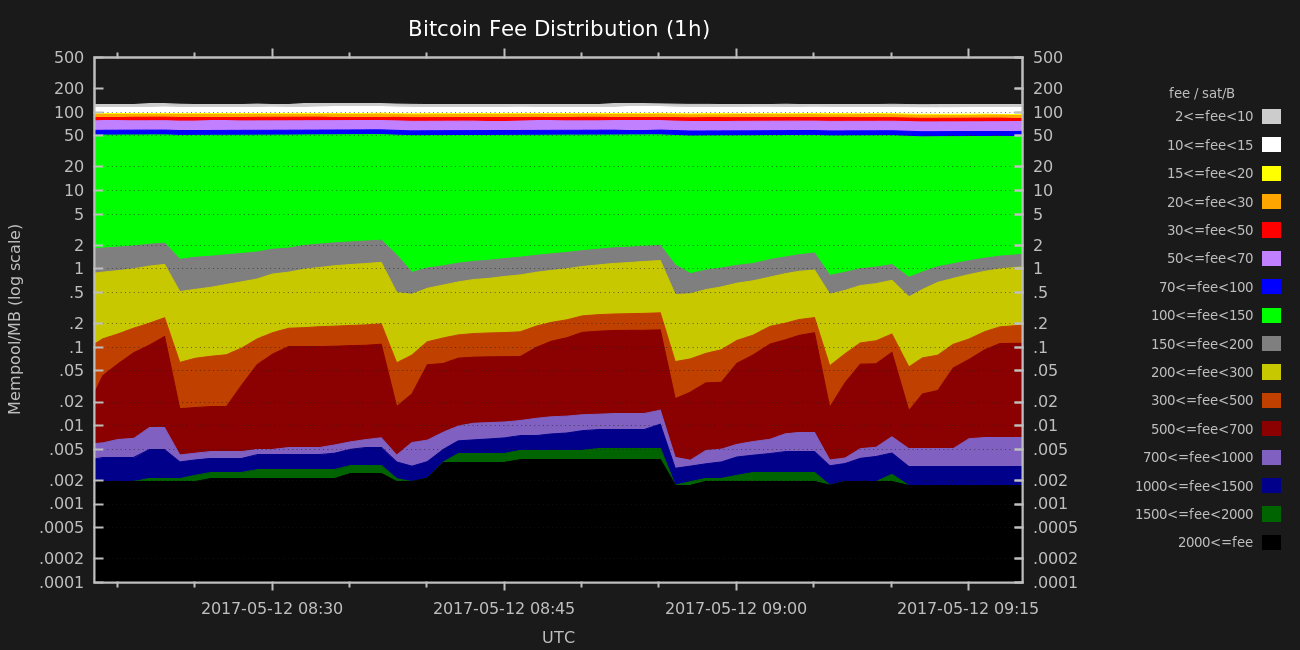 Bitcoin Fee Distribution (1h)
500
200
100
50
20
10
5
2
1
.5
.2
.1
.05
.02
.01
.005
.002
.001
.0005
.0002
.0001
Mempool/MB (log scale)
500
200
100
50
20
10
5
2
1
.5
.2
.1
.05
.02
.01
.005
.002
.001
.0005
.0002
.0001
2017-05-12 08:30
2017-05-12 08:45
2017-05-12 09:00
2017-05-12 09:15
UTC
fee / sat/B
2<=fee<10
10<=fee<15
15<=fee<20
20<=fee<30
30<=fee<50
50<=fee<70
70<=fee<100
100<=fee<150
150<=fee<200
200<=fee<300
300<=fee<500
500<=fee<700
700<=fee<1000
1000<=fee<1500
1500<=fee<2000
2000<=fee